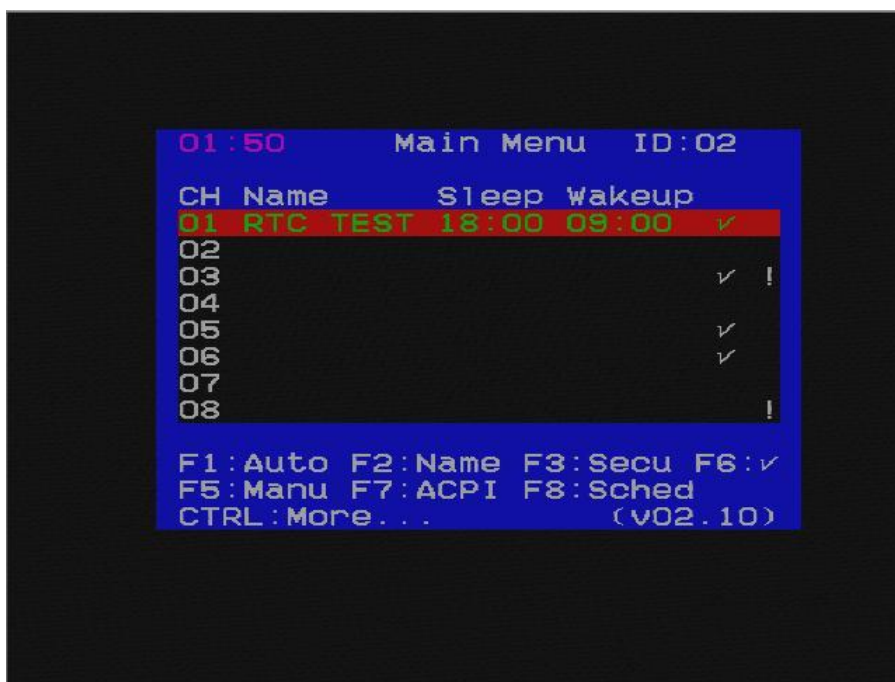 01:50 Main Menu ID:02
CH Name Sleep Wakeup
01 RTC TEST 18:00 09:00 ✓
02
03 ✓ !
04
05 ✓
06 ✓
07
08 !
F1:Auto F2:Name F3:Secu F6:✓
F5:Manu F7:ACPI F8:Sched
CTRL:More... (v02.10)